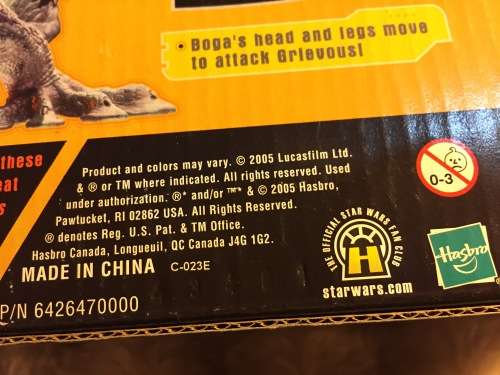 • Boga's head and legs move
to attack Grievous!
these
eat
s
Product and colors may vary. © 2005 Lucasfilm Ltd.
& ® or TM where indicated. All rights reserved. Used
under authorization. ®* and/or ™* & © 2005 Hasbro,
Pawtucket, RI 02862 USA. All Rights Reserved.
® denotes Reg. U.S. Pat. & TM Office.
Hasbro Canada, Longueuil, QC Canada J4G 1G2.
MADE IN CHINA C-023E
P/N 6426470000
0-3
THE OFFICIAL STAR WARS FAN CLUB
H
starwars.com
Hasbro